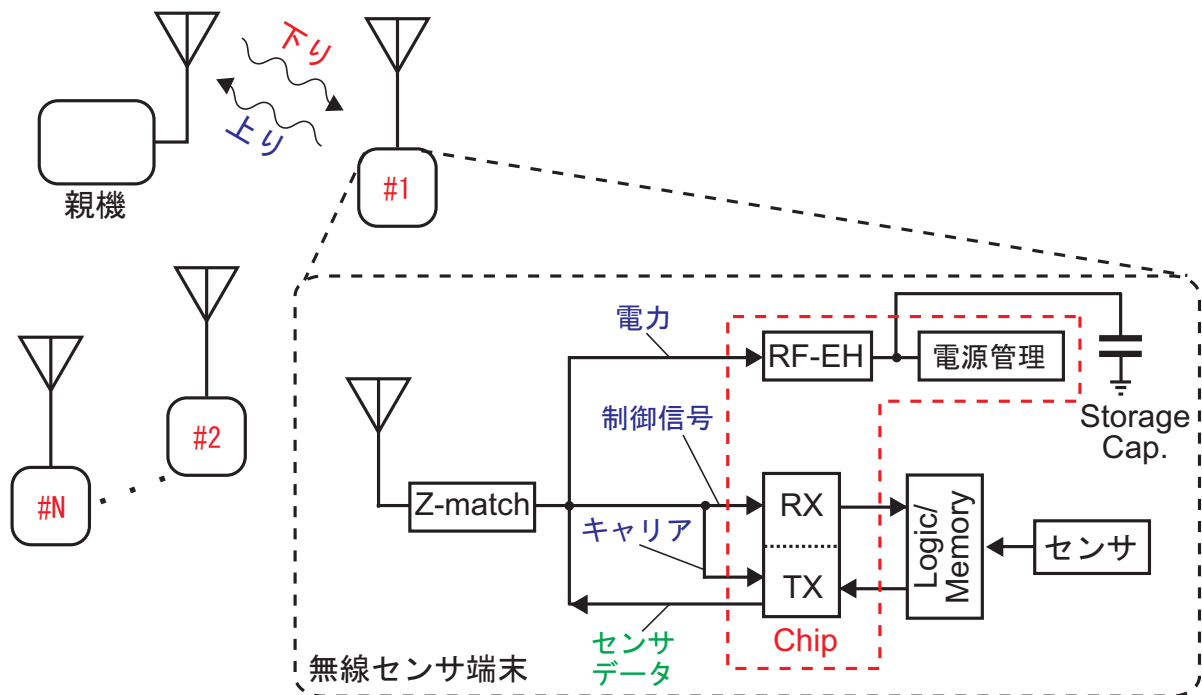 下り
上り
親機
#1
#2
#N
電力
RF-EH
電源管理
Storage
Cap.
制御信号
Z-match
RX
キャリア
TX
Logic/
Memory
センサ
センサ
データ
Chip
無線センサ端末